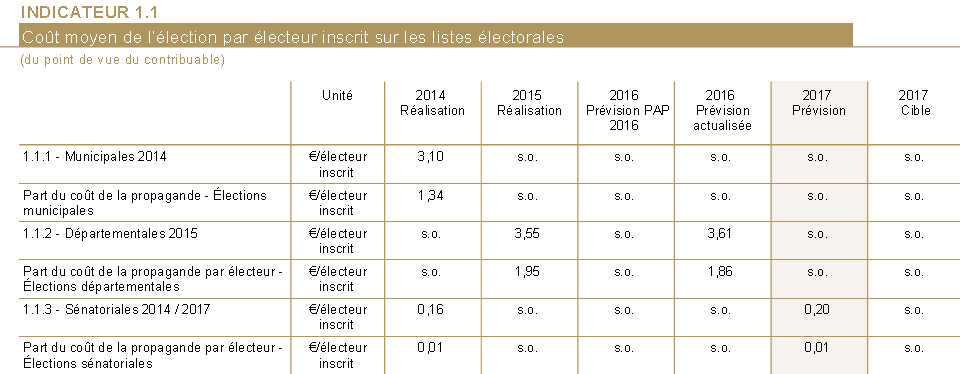 INDICATEUR 1.1
Coût moyen de l'élection par électeur inscrit sur les listes électorales
(du point de vue du contribuable)
Unité 2014 2015 2016 2016 2017 2017
Réalisation Réalisation Prévision PAP Prévision Prévision Cible
2016 actualisée
1.1.1 - Municipales 2014 €/électeur 3,10 s.o. s.o. s.o. s.o. s.o.
inscrit
Part du coût de la propagande - Élections €/électeur 1,34 s.o. s.o. s.o. s.o. s.o.
municipales inscrit
1.1.2 - Départementales 2015 €/électeur s.o. 3,55 s.o. 3,61 s.o. s.o.
inscrit
Part du coût de la propagande par électeur - €/électeur s.o. 1,95 s.o. 1,86 s.o. s.o.
Élections départementales inscrit
1.1.3 - Sénatoriales 2014 / 2017 €/électeur 0,16 s.o. s.o. s.o. 0,20 s.o.
inscrit
Part du coût de la propagande par électeur - €/électeur 0,01 s.o. s.o. s.o. 0,01 s.o.
Élections sénatoriales inscrit